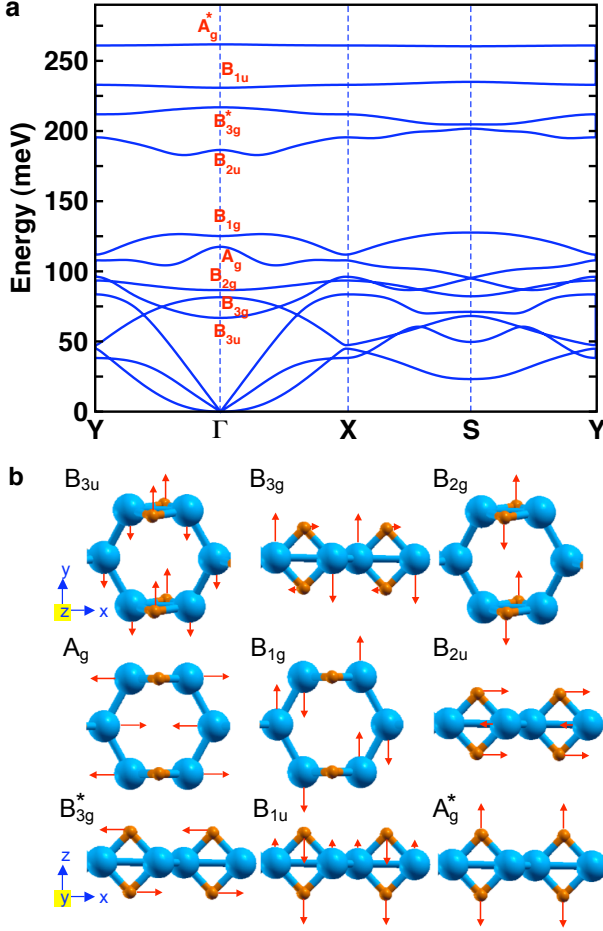 a
A*g
B1u
B*3g
B2u
B1g
Ag
B2g
B3g
B3u
250
200
150
100
50
0
Energy (meV)
Y Γ X S Y
b
B3u B3g B2g
y
z x
Ag B1g B2u
B*3g B1u A*g
z
y x